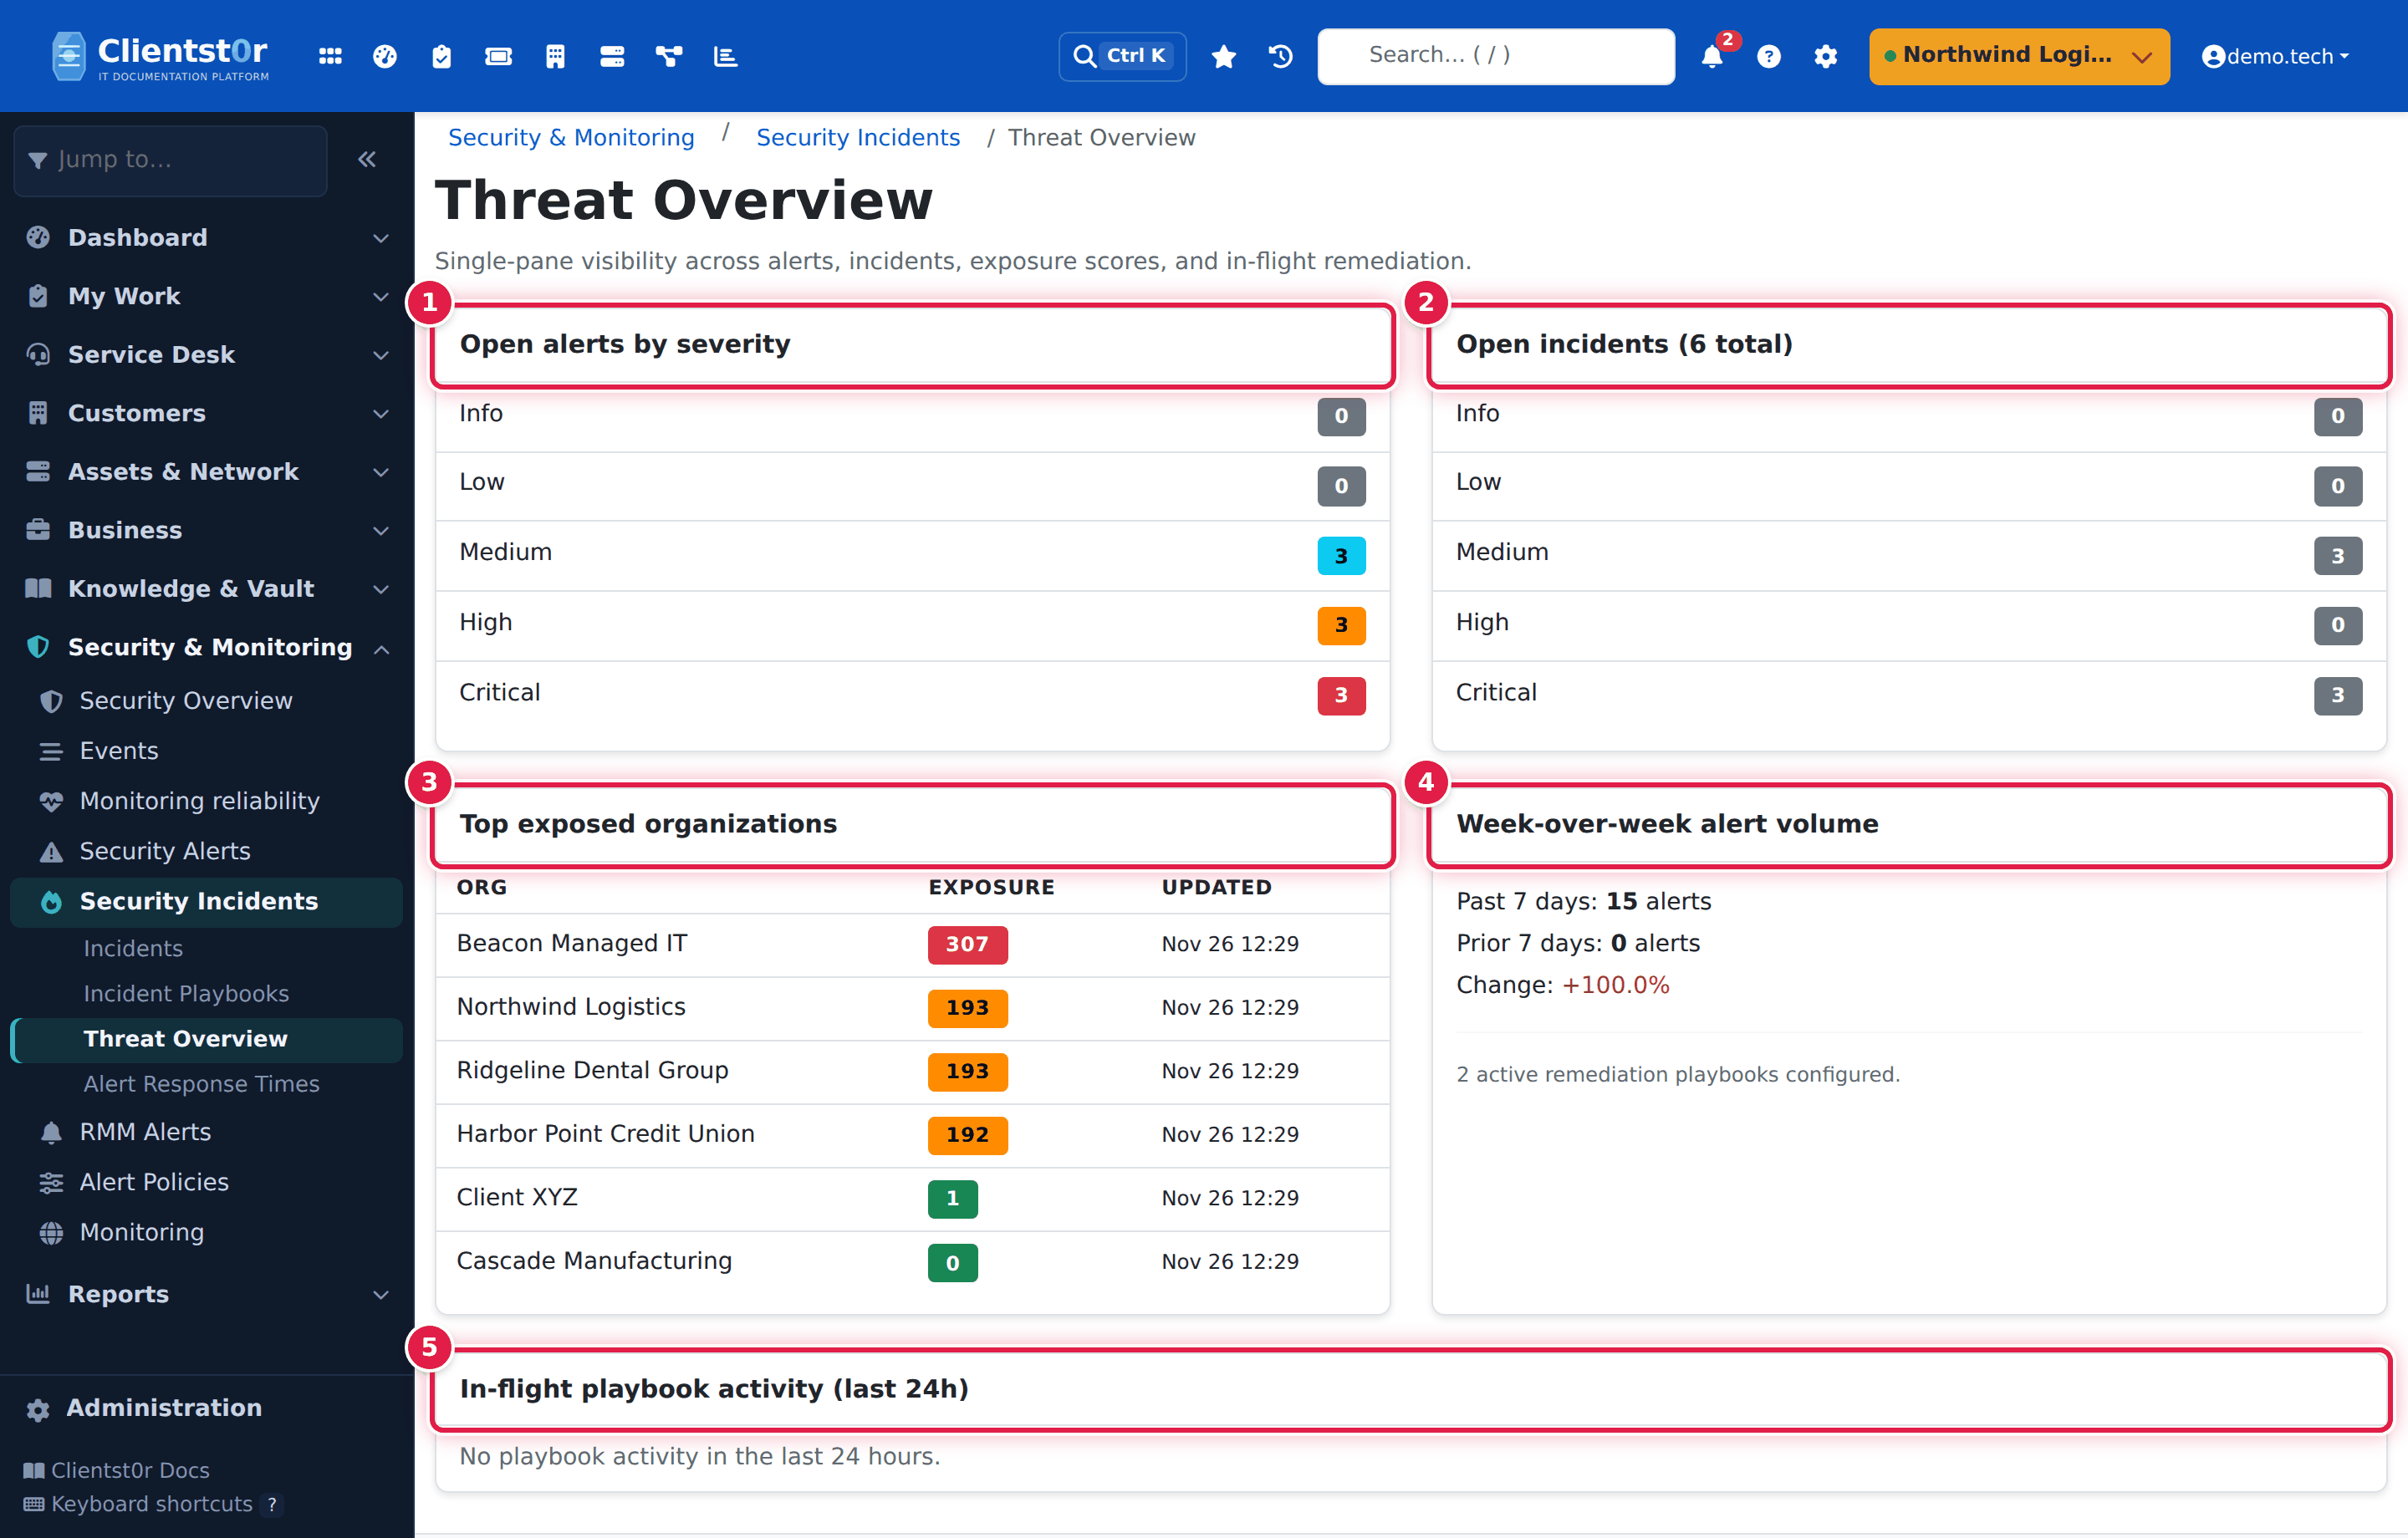 Clientst0r
IT DOCUMENTATION PLATFORM
Ctrl K
Search... ( / )
2
Northwind Logi...
demo.tech
Jump to...
Dashboard
My Work
Service Desk
Customers
Assets & Network
Business
Knowledge & Vault
Security & Monitoring
Security Overview
Events
Monitoring reliability
Security Alerts
Security Incidents
Incidents
Incident Playbooks
Threat Overview
Alert Response Times
RMM Alerts
Alert Policies
Monitoring
Reports
Administration
Clientst0r Docs
Keyboard shortcuts ?
Security & Monitoring / Security Incidents / Threat Overview
Threat Overview
Single-pane visibility across alerts, incidents, exposure scores, and in-flight remediation.
1
Open alerts by severity
Info 0
Low 0
Medium 3
High 3
Critical 3
2
Open incidents (6 total)
Info 0
Low 0
Medium 3
High 0
Critical 3
3
Top exposed organizations
ORG EXPOSURE UPDATED
Beacon Managed IT 307 Nov 26 12:29
Northwind Logistics 193 Nov 26 12:29
Ridgeline Dental Group 193 Nov 26 12:29
Harbor Point Credit Union 192 Nov 26 12:29
Client XYZ 1 Nov 26 12:29
Cascade Manufacturing 0 Nov 26 12:29
4
Week-over-week alert volume
Past 7 days: 15 alerts
Prior 7 days: 0 alerts
Change: +100.0%
2 active remediation playbooks configured.
5
In-flight playbook activity (last 24h)
No playbook activity in the last 24 hours.